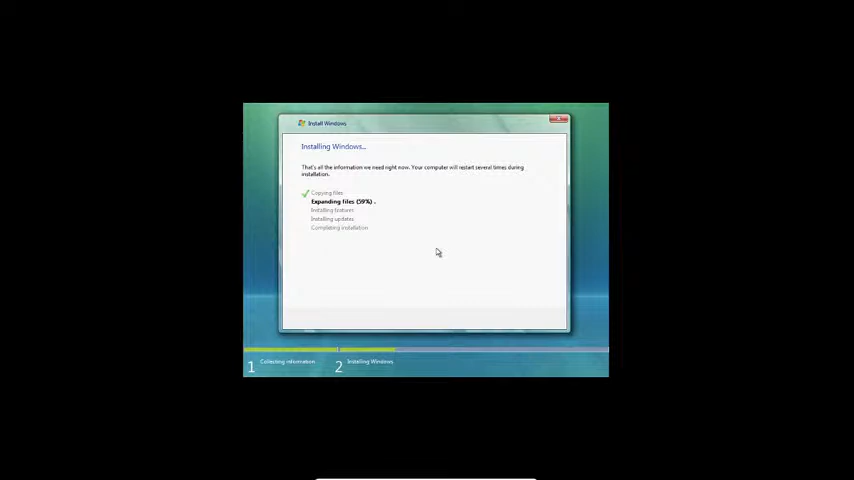 Install Windows
Installing Windows...
That's all the information we need right now. Your computer will restart several times during
installation.
Copying files
Expanding files (59%) .
Installing features
Installing updates
Completing installation
1 Collecting information
2 Installing Windows